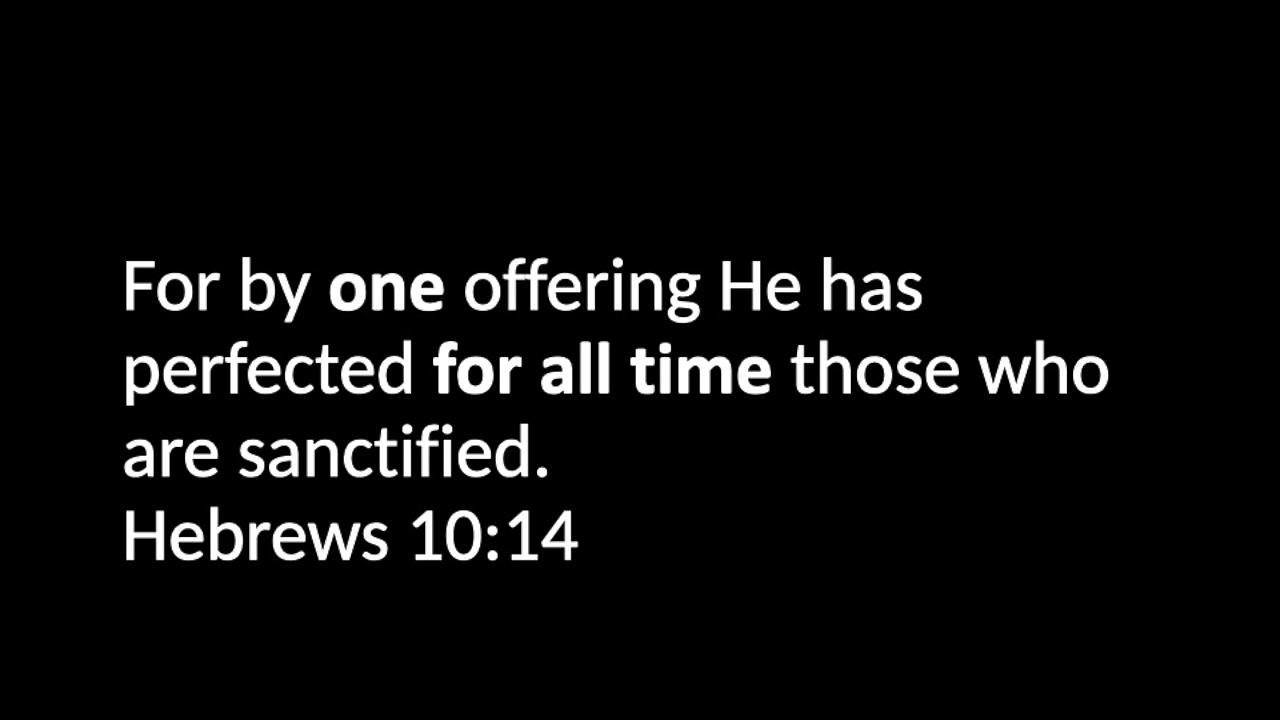 For by one offering He has
perfected for all time those who
are sanctified.
Hebrews 10:14